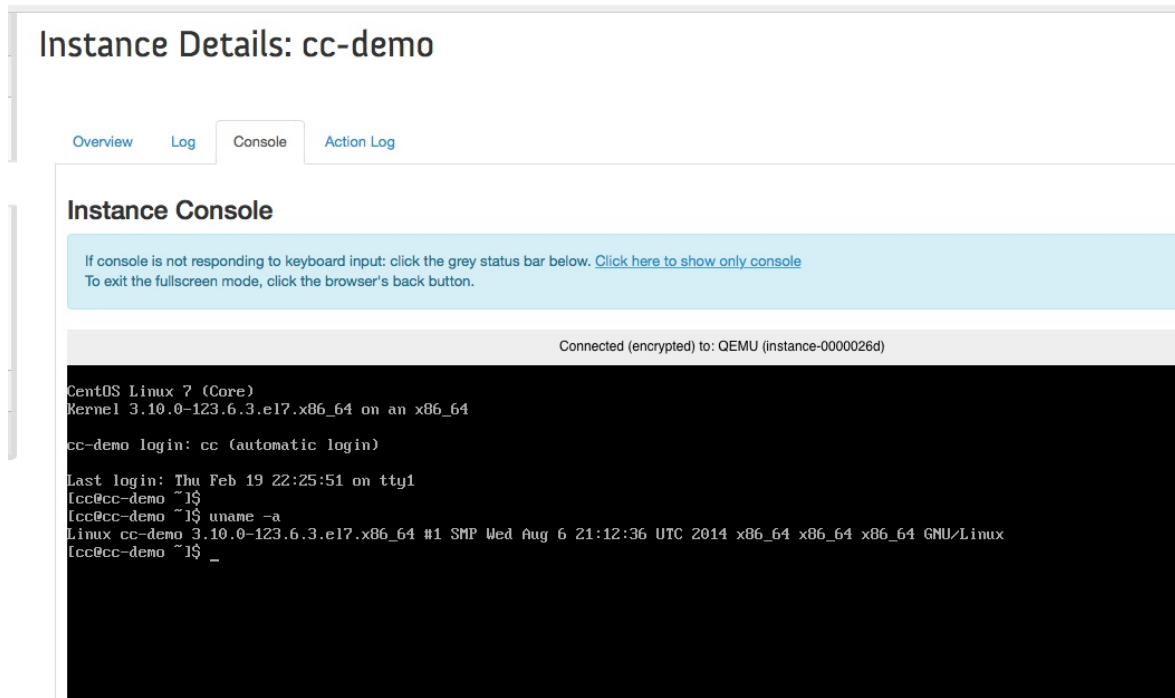 Instance Details: cc-demo
Overview Log Console Action Log
Instance Console
If console is not responding to keyboard input: click the grey status bar below. Click here to show only console
To exit the fullscreen mode, click the browser's back button.
Connected (encrypted) to: QEMU (instance-0000026d)
CentOS Linux 7 (Core)
Kernel 3.10.0-123.6.3.el7.x86_64 on an x86_64
cc-demo login: cc (automatic login)
Last login: Thu Feb 19 22:25:51 on tty1
[cc@cc-demo ~]$
[cc@cc-demo ~]$ uname -a
Linux cc-demo 3.10.0-123.6.3.el7.x86_64 #1 SMP Wed Aug 6 21:12:36 UTC 2014 x86_64 x86_64 x86_64 GNU/Linux
[cc@cc-demo ~]$ _